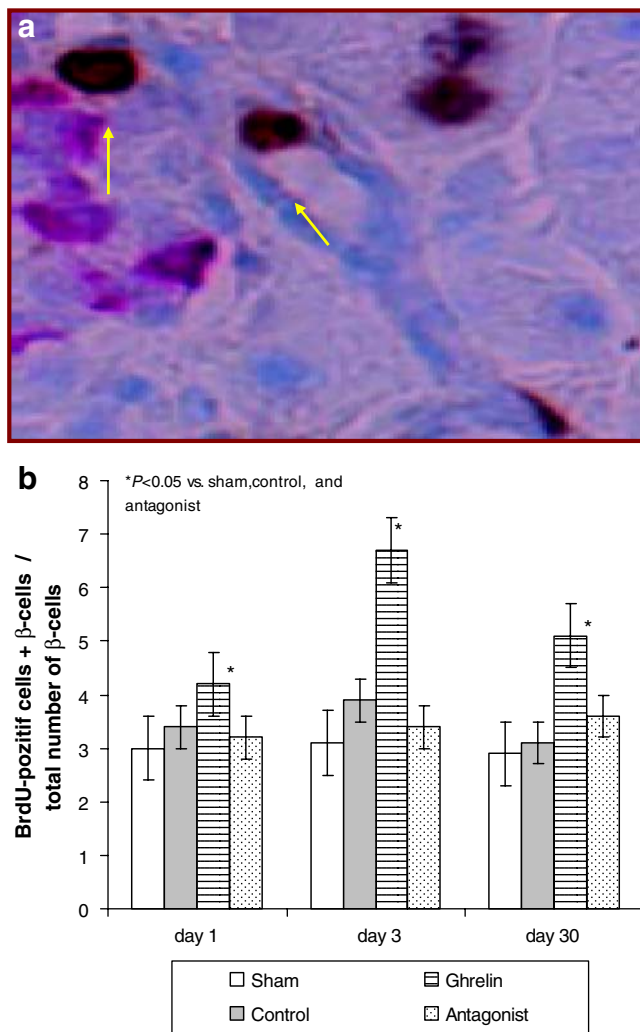 a
b
*P<0.05 vs. sham,control, and
antagonist
BrdU-pozitif cells + β-cells /
total number of β-cells
8
7
6
5
4
3
2
1
0
*
*
*
day 1 day 3 day 30
Sham Ghrelin
Control Antagonist